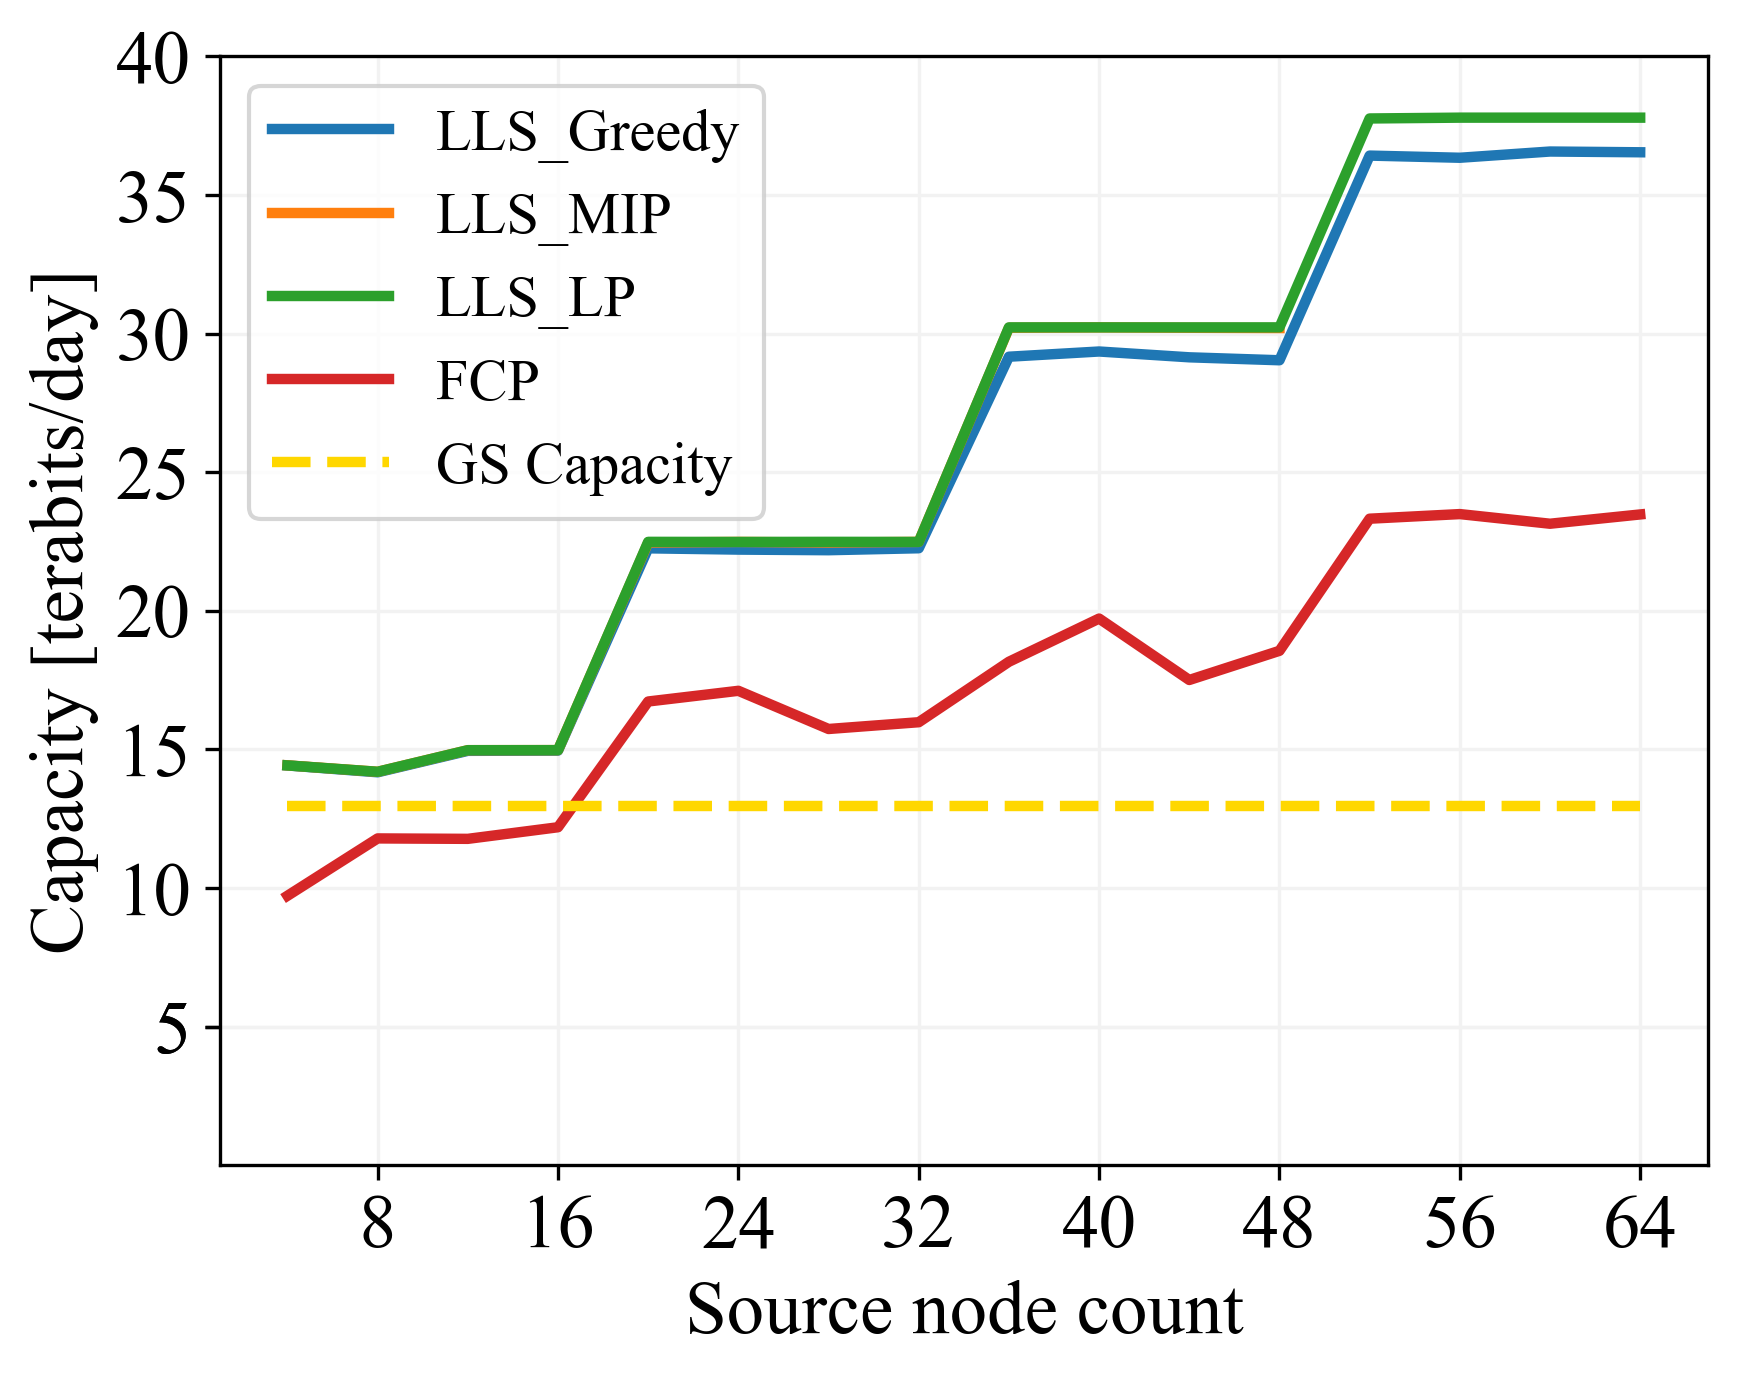 40
35
30
25
20
15
10
5
Capacity [terabits/day]
LLS_Greedy
LLS_MIP
LLS_LP
FCP
GS Capacity
8 16 24 32 40 48 56 64
Source node count